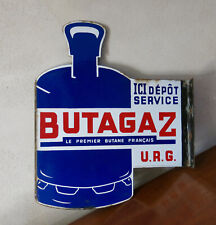 ICI DÉPÔT
SERVICE
BUTAGAZ
LE PREMIER BUTANE FRANÇAIS
U.R.G.